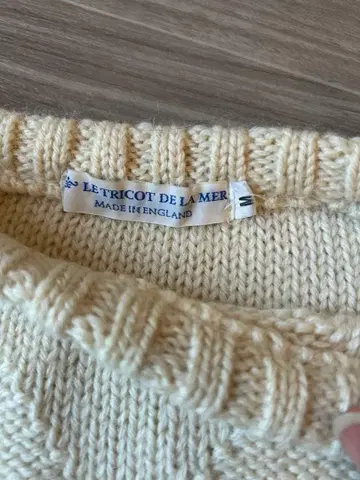 LE TRICOT DE LA MER
MADE IN ENGLAND
M